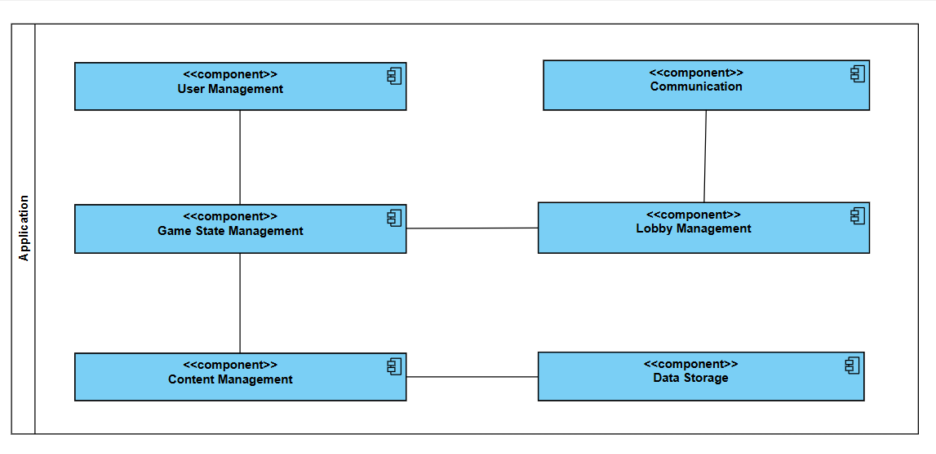 Application
<<component>>
User Management
<<component>>
Communication
<<component>>
Game State Management
<<component>>
Lobby Management
<<component>>
Content Management
<<component>>
Data Storage